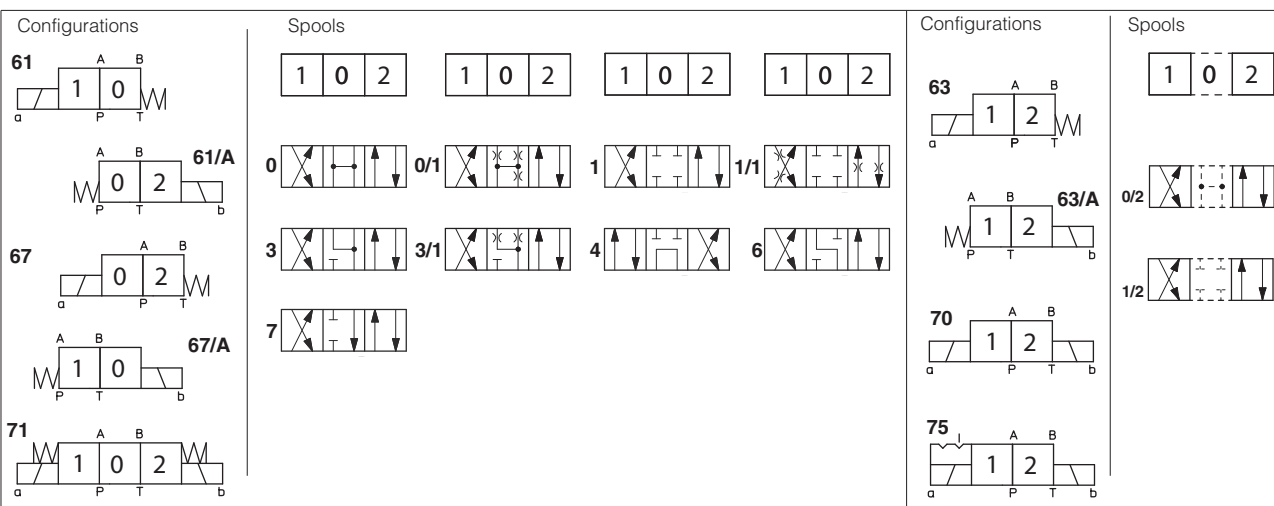 Configurations
Spools
Configurations
Spools
61
A B
1 0
a P T
61/A
A B
0 2
P T b
67
A B
0 2
a P T
67/A
A B
1 0
P T b
71
A B
1 0 2
a P T b
1 0 2
1 0 2
1 0 2
1 0 2
0
0/1
1
1/1
3
3/1
4
6
7
63
A B
1 2
a P T
63/A
A B
1 2
P T b
70
A B
1 2
a P T b
75
A B
1 2
a P T b
1 0 2
0/2
1/2